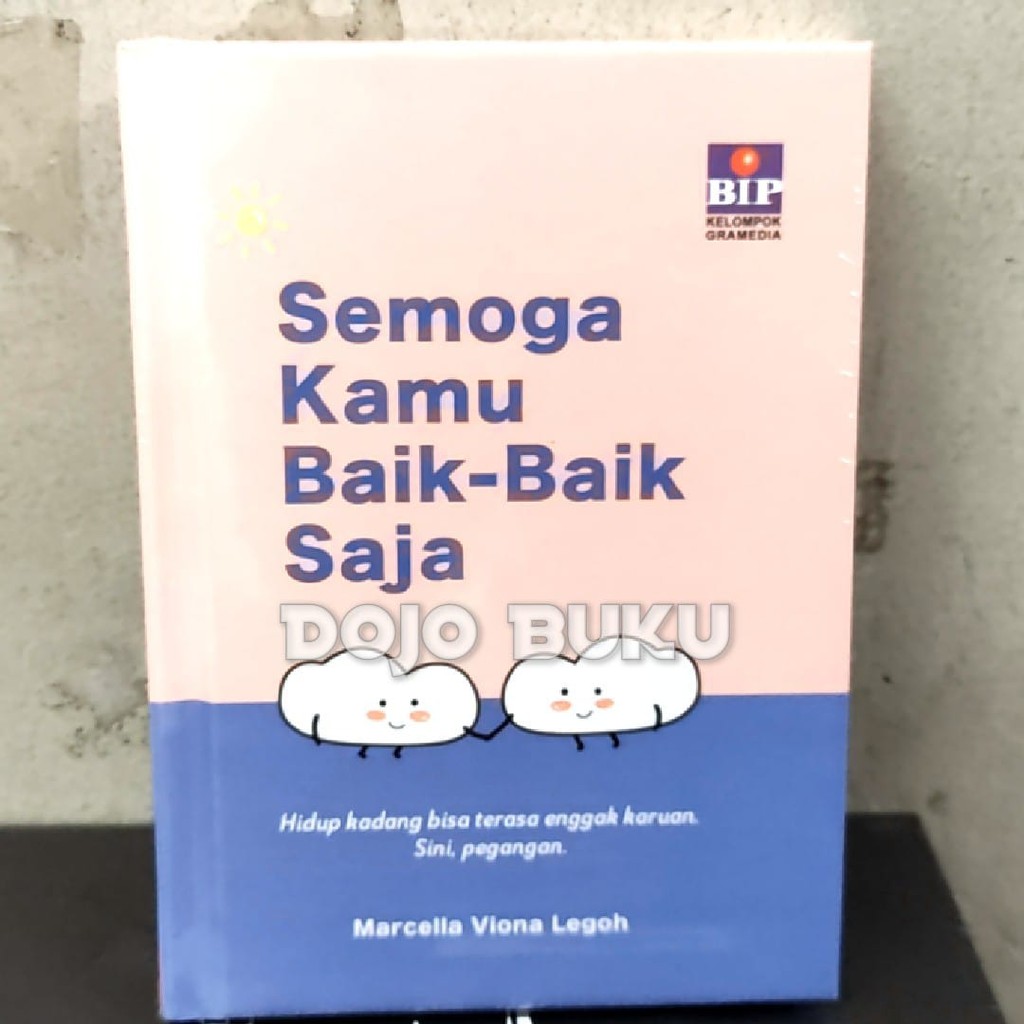 BIP
KELOMPOK
GRAMEDIA
Semoga
Kamu
Baik-Baik
Saja
DOJO BUKU
Hidup kadang bisa terasa enggak karuan.
Sini, pegangan.
Marcella Viona Legoh